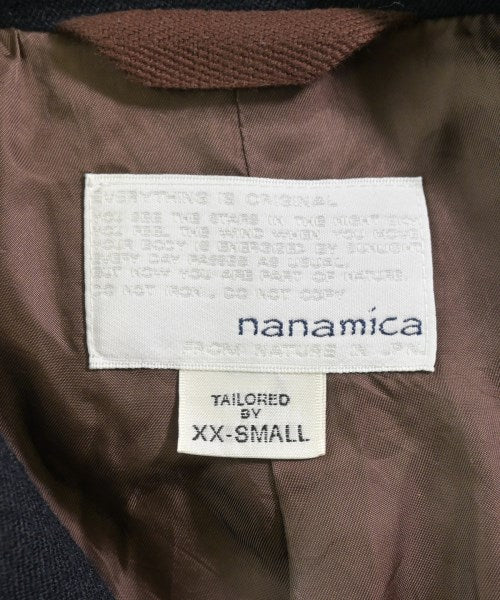 EVERYTHING IS ORIGINAL
YOU SEE THE STARS IN THE NIGHT SKY
YOU FEEL THE WIND WHEN YOU MOVE
YOUR BODY IS ENERGIZED BY SUNLIGHT
EVERY DAY PASSES AS USUAL.
BUT NOW YOU ARE PART OF NATURE
DO NOT IRON, DO NOT COPY
nanamica
FROM NATURE IN JPN.
TAILORED
BY
XX-SMALL